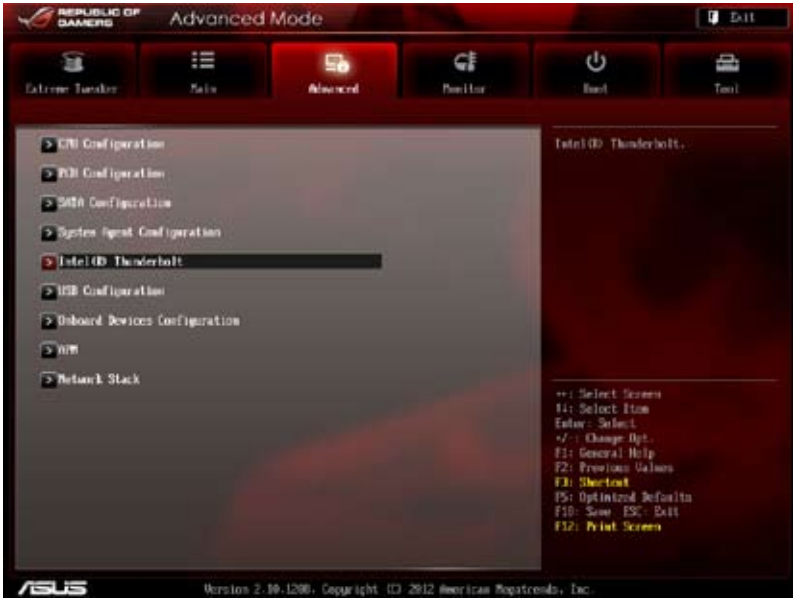 REPUBLIC OF GAMERS
Advanced Mode
Exit
Extreme Tweaker
Main
Advanced
Monitor
Boot
Tool
CPU Configuration
PCH Configuration
SATA Configuration
System Agent Configuration
Intel(R) Thunderbolt
USB Configuration
Onboard Devices Configuration
APM
Network Stack
Intel(R) Thunderbolt.
→←: Select Screen
↑↓: Select Item
Enter: Select
+/-: Change Opt.
F1: General Help
F2: Previous Values
F3: Shortcut
F5: Optimized Defaults
F10: Save ESC: Exit
F12: Print Screen
ASUS
Version 2.10.1208. Copyright (C) 2012 American Megatrends, Inc.